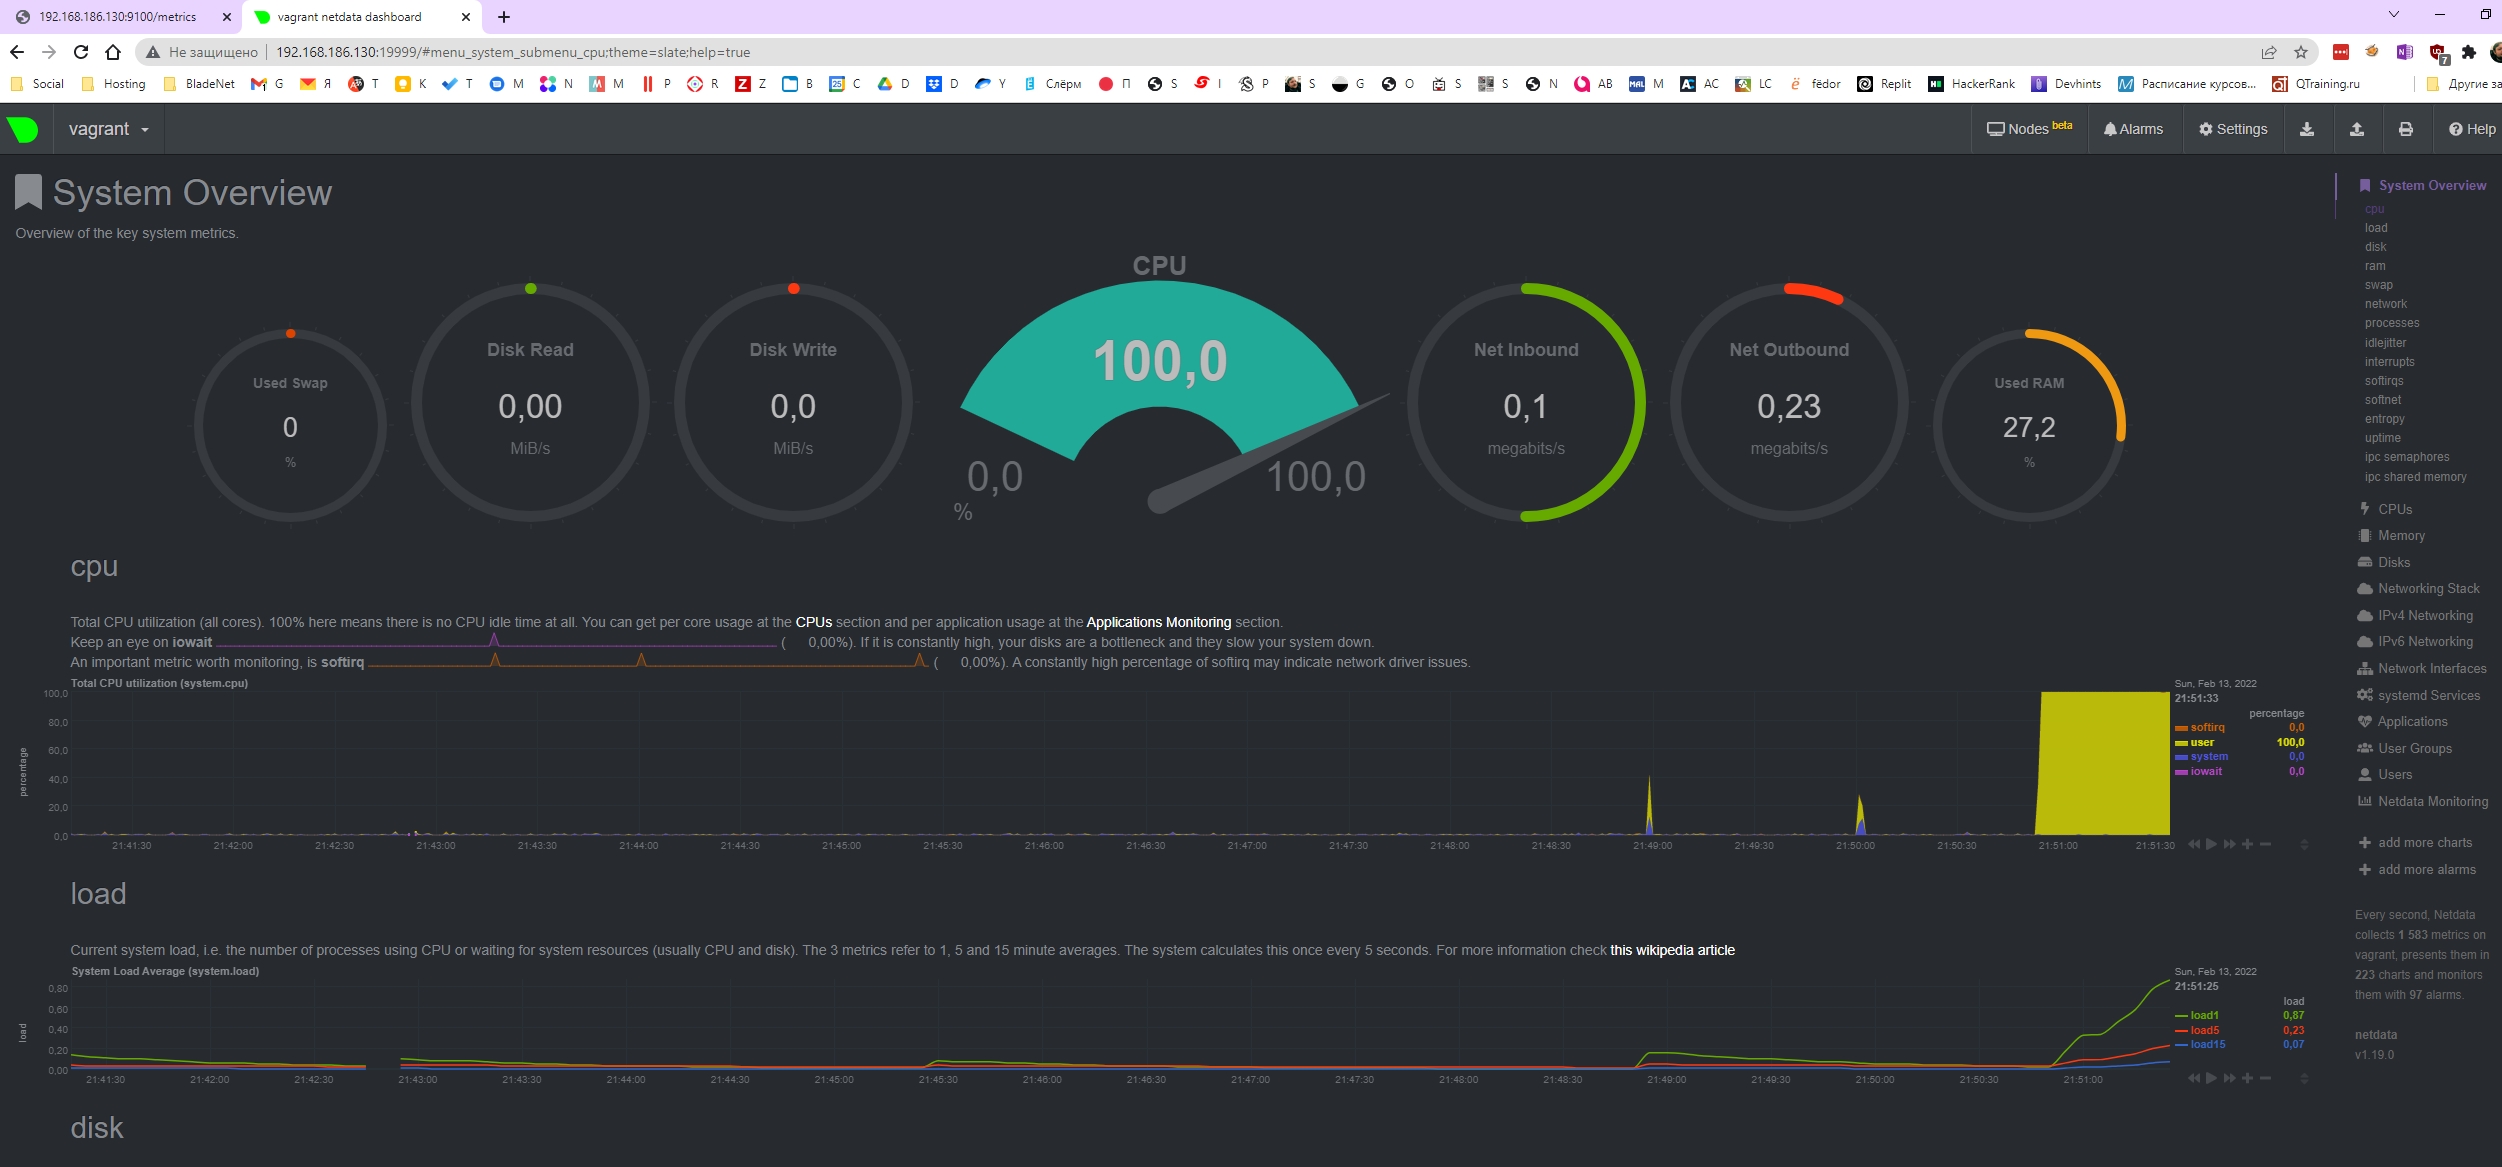 192.168.186.130:9100/metrics
vagrant netdata dashboard
Не защищено 192.168.186.130:19999/#menu_system_submenu_cpu;theme=slate;help=true
7
Social Hosting BladeNet G Я T K T M N M P R Z B C D D Y Слёрм П S I P S G O S S N AB M AC LC fёdor Replit HackerRank Devhints Расписание курсов... QTraining.ru Другие за
vagrant
Nodes beta
Alarms
Settings
Help
System Overview
Overview of the key system metrics.
Used Swap
0
%
Disk Read
0,00
MiB/s
Disk Write
0,0
MiB/s
CPU
100,0
0,0
100,0
%
Net Inbound
0,1
megabits/s
Net Outbound
0,23
megabits/s
Used RAM
27,2
%
cpu
Total CPU utilization (all cores). 100% here means there is no CPU idle time at all. You can get per core usage at the CPUs section and per application usage at the Applications Monitoring section.
Keep an eye on iowait ( 0,00%). If it is constantly high, your disks are a bottleneck and they slow your system down.
An important metric worth monitoring, is softirq ( 0,00%). A constantly high percentage of softirq may indicate network driver issues.
Total CPU utilization (system.cpu)
percentage
100,0
80,0
60,0
40,0
20,0
0,0
21:41:30 21:42:00 21:42:30 21:43:00 21:43:30 21:44:00 21:44:30 21:45:00 21:45:30 21:46:00 21:46:30 21:47:00 21:47:30 21:48:00 21:48:30 21:49:00 21:49:30 21:50:00 21:50:30 21:51:00 21:51:30
Sun, Feb 13, 2022
21:51:33
percentage
softirq 0,0
user 100,0
system 0,0
iowait 0,0
load
Current system load, i.e. the number of processes using CPU or waiting for system resources (usually CPU and disk). The 3 metrics refer to 1, 5 and 15 minute averages. The system calculates this once every 5 seconds. For more information check this wikipedia article
System Load Average (system.load)
load
0,80
0,60
0,40
0,20
0,00
21:41:30 21:42:00 21:42:30 21:43:00 21:43:30 21:44:00 21:44:30 21:45:00 21:45:30 21:46:00 21:46:30 21:47:00 21:47:30 21:48:00 21:48:30 21:49:00 21:49:30 21:50:00 21:50:30 21:51:00
Sun, Feb 13, 2022
21:51:25
load
load1 0,87
load5 0,23
load15 0,07
disk
System Overview
cpu
load
disk
ram
swap
network
processes
idlejitter
interrupts
softirqs
softnet
entropy
uptime
ipc semaphores
ipc shared memory
CPUs
Memory
Disks
Networking Stack
IPv4 Networking
IPv6 Networking
Network Interfaces
systemd Services
Applications
User Groups
Users
Netdata Monitoring
add more charts
add more alarms
Every second, Netdata
collects 1 583 metrics on
vagrant, presents them in
223 charts and monitors
them with 97 alarms.
netdata
v1.19.0